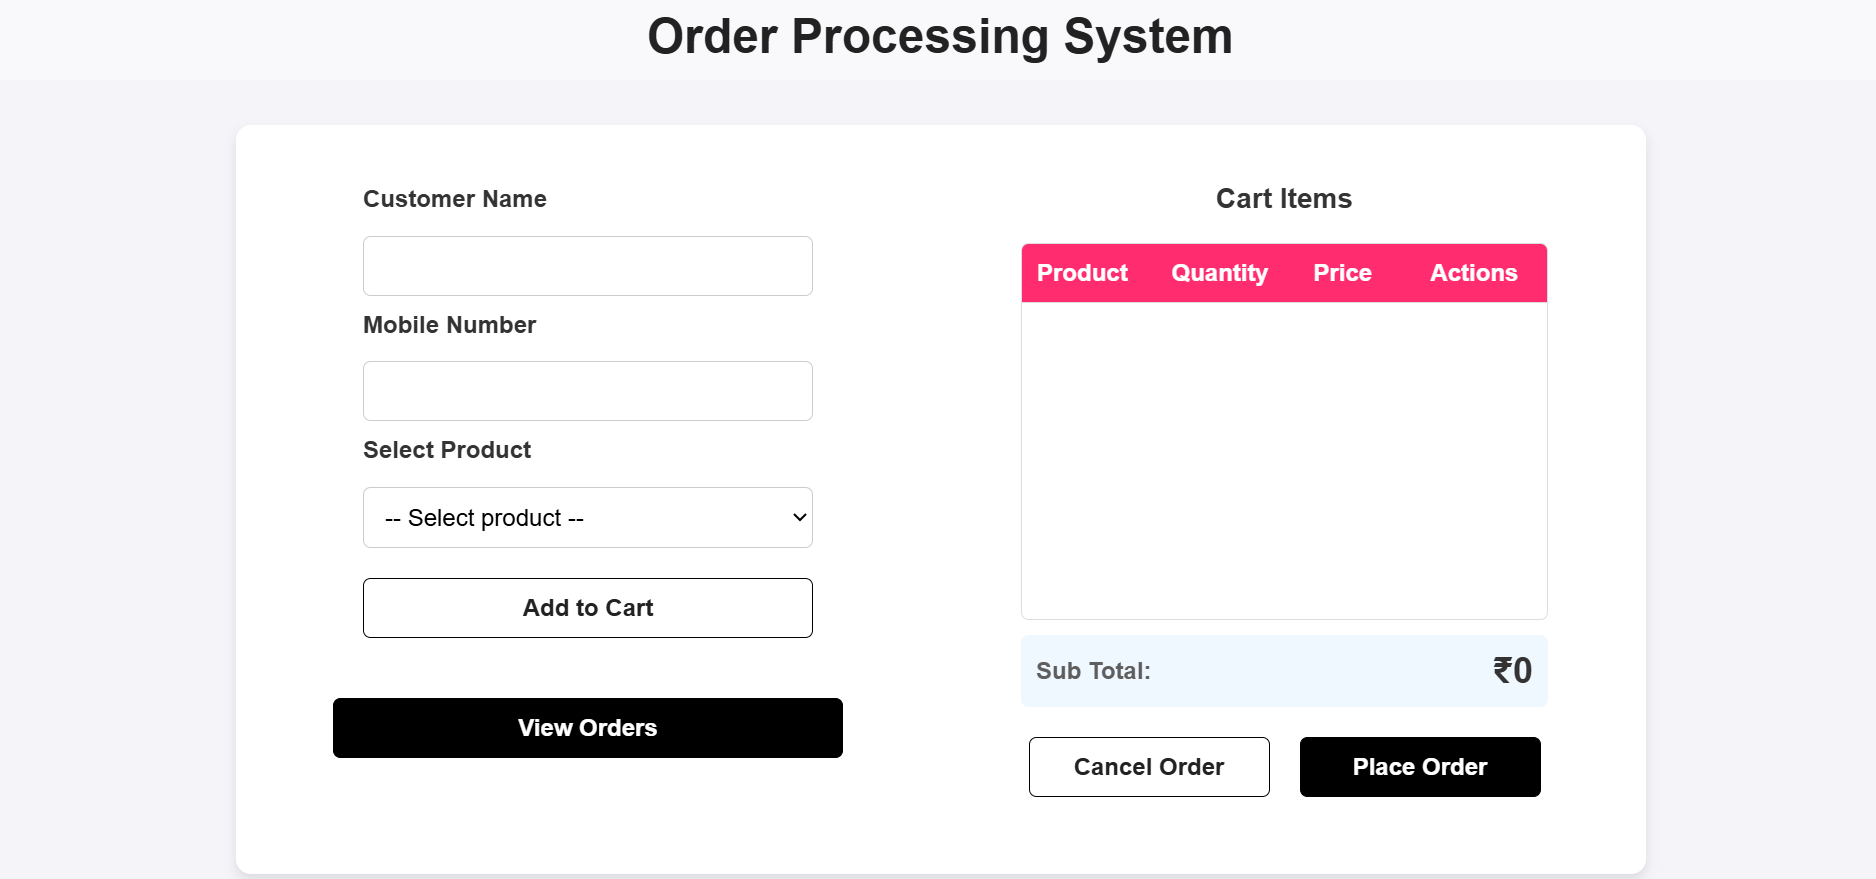 Order Processing System
Customer Name
Mobile Number
Select Product
-- Select product --
Add to Cart
View Orders
Cart Items
Product Quantity Price Actions
Sub Total: ₹0
Cancel Order Place Order